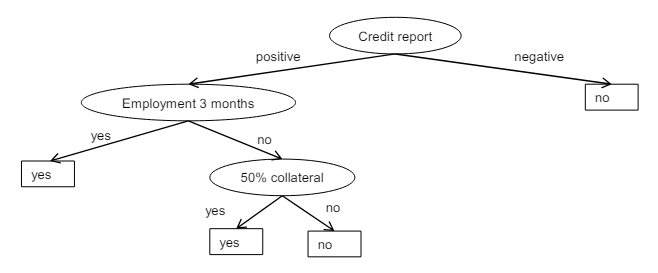 Credit report
positive
negative
Employment 3 months
no
yes
no
yes
50% collateral
yes
no
yes
no